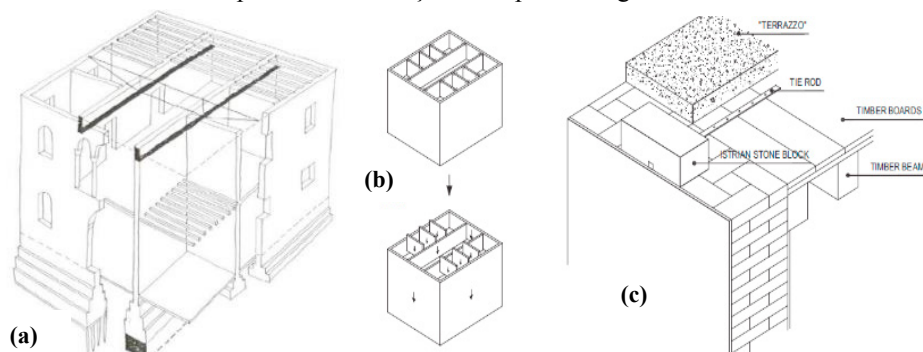 "TERRAZZO"
TIE ROD
TIMBER BOARDS
ISTRIAN STONE BLOCK
TIMBER BEAM
(a)
(b)
(c)